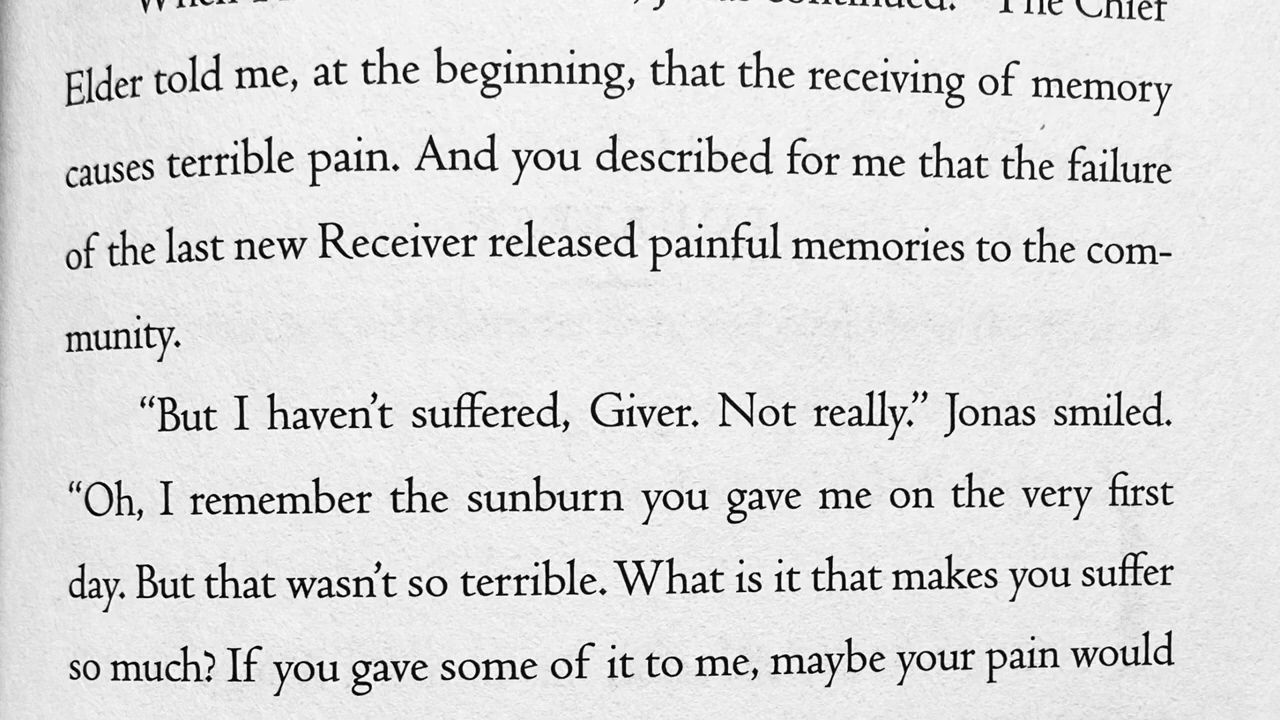 continued. "The Chief
Elder told me, at the beginning, that the receiving of memory
causes terrible pain. And you described for me that the failure
of the last new Receiver released painful memories to the com-
munity.
“But I haven’t suffered, Giver. Not really.” Jonas smiled.
“Oh, I remember the sunburn you gave me on the very first
day. But that wasn’t so terrible. What is it that makes you suffer
so much? If you gave some of it to me, maybe your pain would